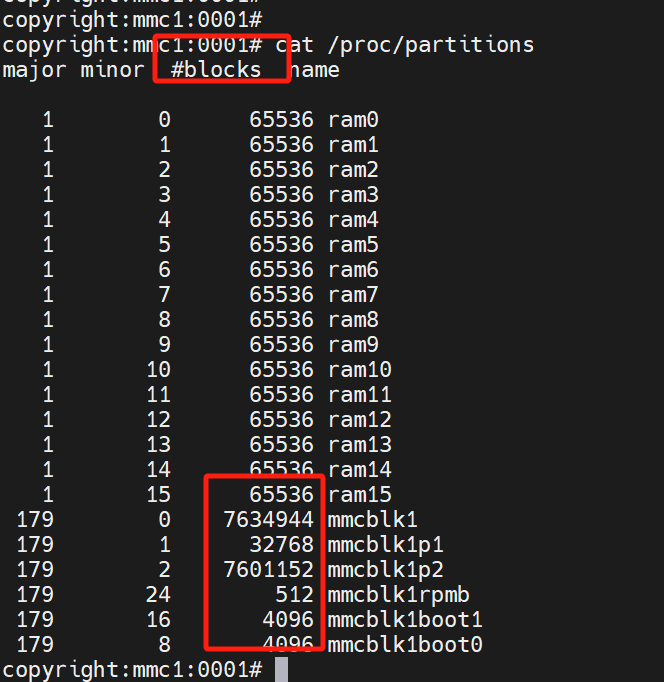 copyright:mmc1:0001#
copyright:mmc1:0001# cat /proc/partitions
major minor  #blocks  name
1        0      65536 ram0
1        1      65536 ram1
1        2      65536 ram2
1        3      65536 ram3
1        4      65536 ram4
1        5      65536 ram5
1        6      65536 ram6
1        7      65536 ram7
1        8      65536 ram8
1        9      65536 ram9
1       10      65536 ram10
1       11      65536 ram11
1       12      65536 ram12
1       13      65536 ram13
1       14      65536 ram14
1       15      65536 ram15
179        0    7634944 mmcblk1
179        1      32768 mmcblk1p1
179        2    7601152 mmcblk1p2
179       24        512 mmcblk1rpmb
179       16       4096 mmcblk1boot1
179        8       4096 mmcblk1boot0
copyright:mmc1:0001#